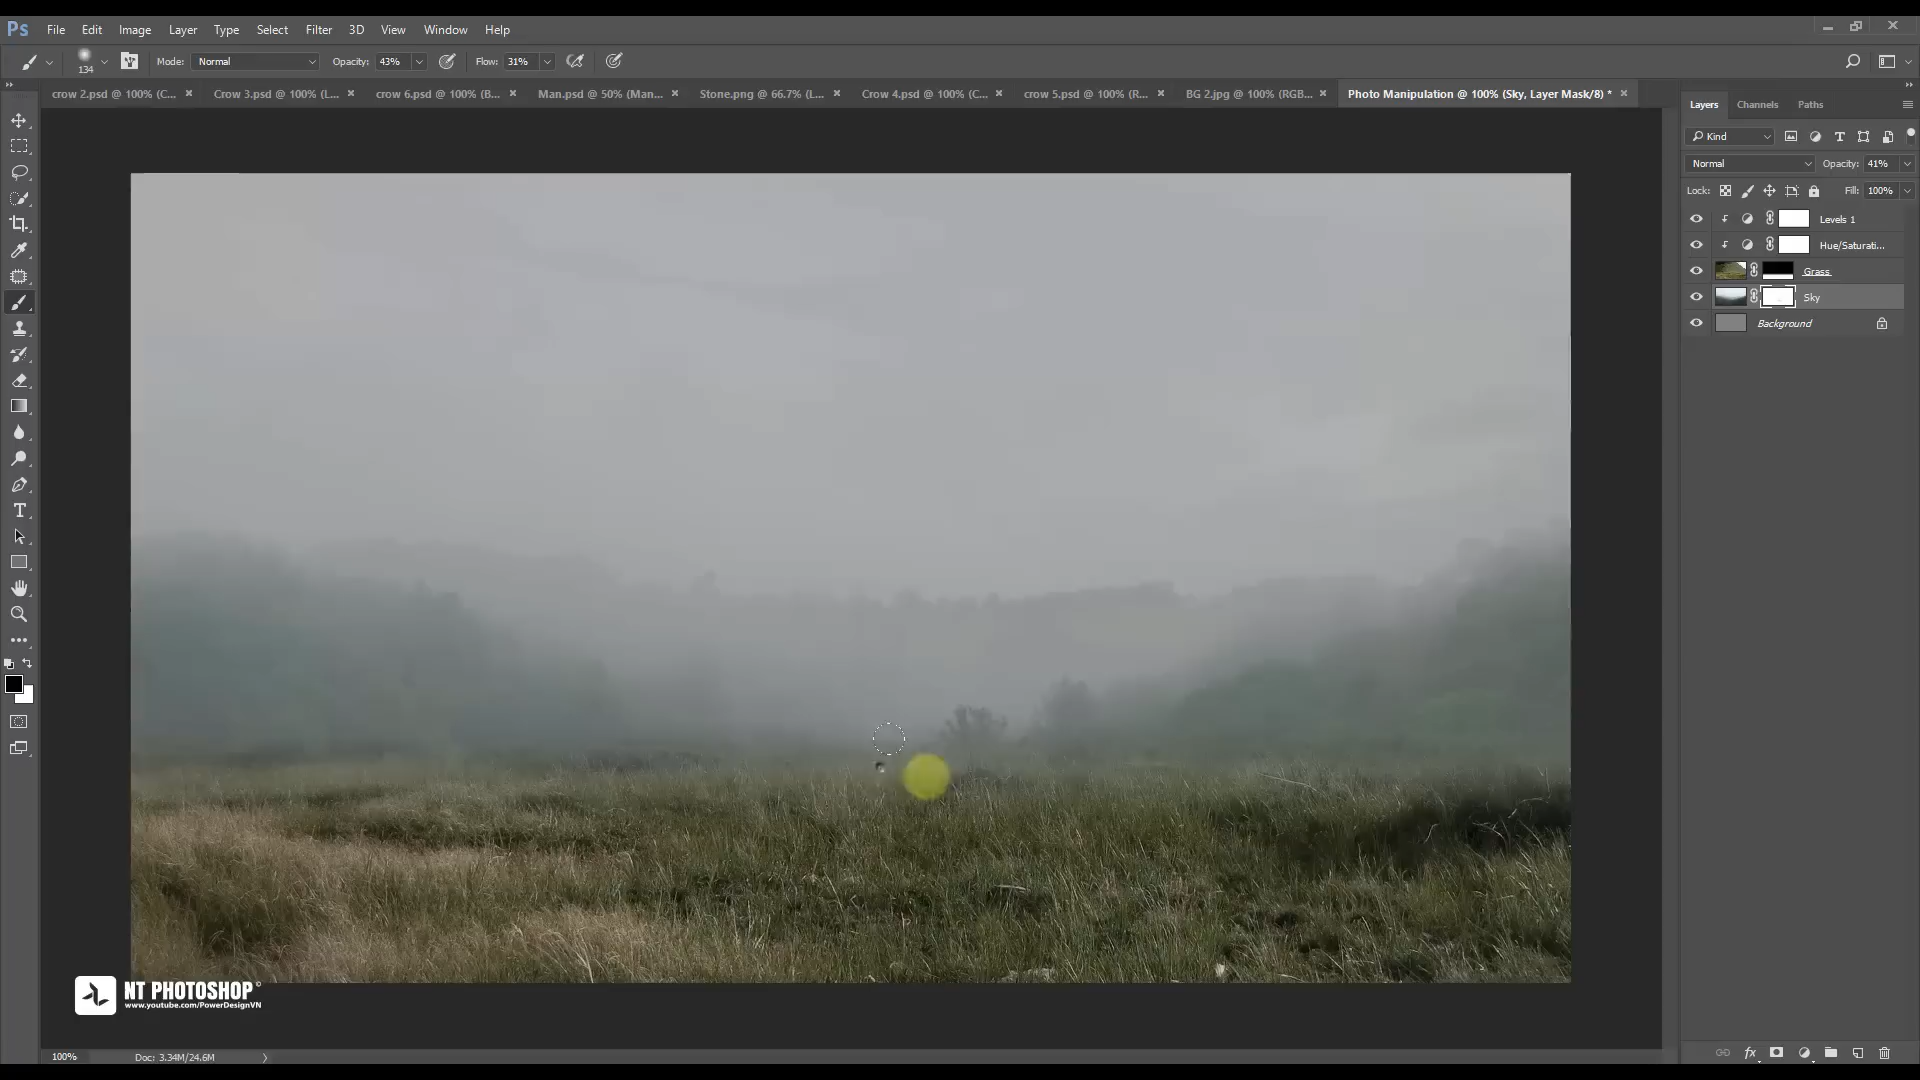 Ps File Edit Image Layer Type Select Filter 3D View Window Help
134 Mode: Normal Opacity: 43% Flow: 31%
crow 2.psd @ 100% (C... × Crow 3.psd @ 100% (L... × crow 6.psd @ 100% (B... × Man.psd @ 50% (Man... × Stone.png @ 66.7% (L... × Crow 4.psd @ 100% (C... × crow 5.psd @ 100% (R... × BG 2.jpg @ 100% (RGB... × Photo Manipulation @ 100% (Sky, Layer Mask/8) * ×
Layers Channels Paths
Kind
Normal Opacity: 41%
Lock: Fill: 100%
Levels 1
Hue/Saturati...
Grass
Sky
Background
NT PHOTOSHOP©
www.youtube.com/PowerDesignVN
100% Doc: 3.34M/24.6M
fx